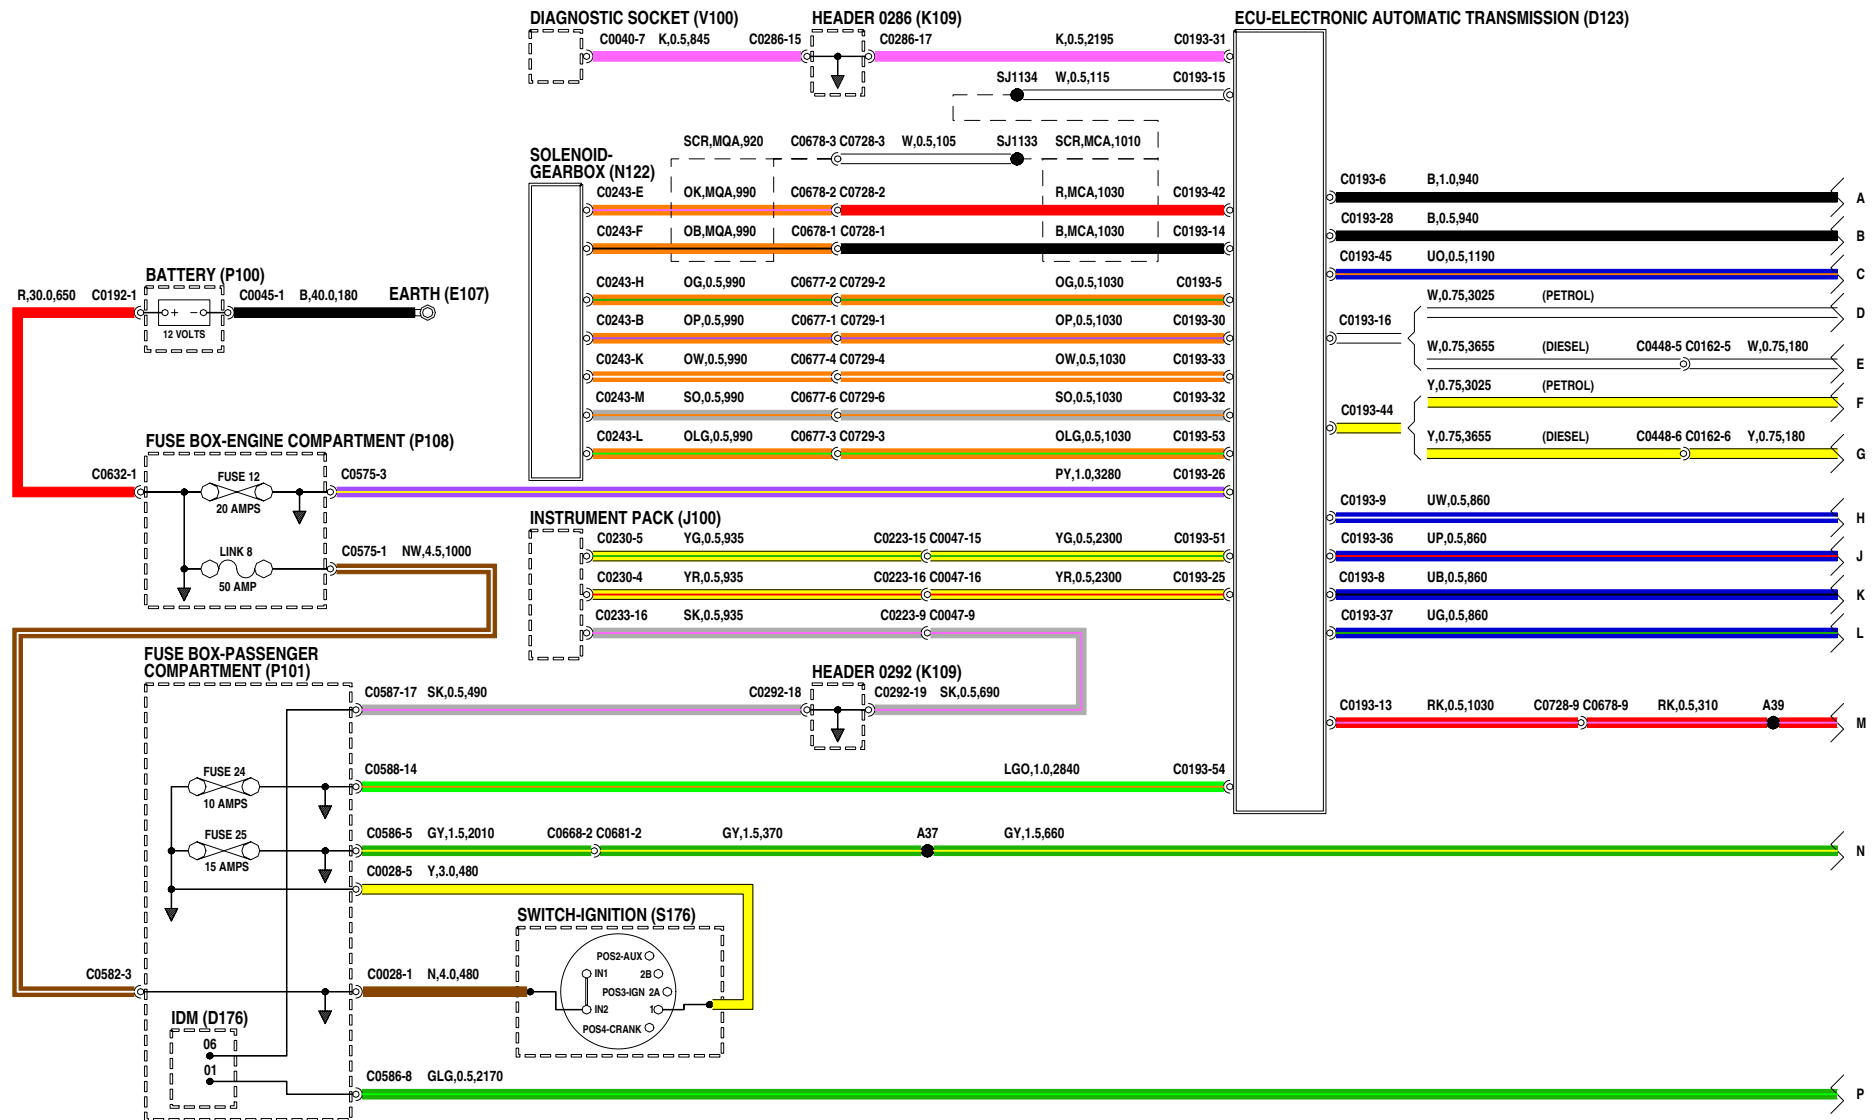 DIAGNOSTIC SOCKET (V100)
HEADER 0286 (K109)
ECU-ELECTRONIC AUTOMATIC TRANSMISSION (D123)
C0040-7 K,0.5,845 C0286-15 C0286-17 K,0.5,2195 C0193-31
SJ1134 W,0.5,115 C0193-15
SCR,MQA,920 C0678-3 C0728-3 W,0.5,105 SJ1133 SCR,MCA,1010
SOLENOID-
GEARBOX (N122)
C0243-E OK,MQA,990 C0678-2 C0728-2 R,MCA,1030 C0193-42
C0243-F OB,MQA,990 C0678-1 C0728-1 B,MCA,1030 C0193-14
C0243-H OG,0.5,990 C0677-2 C0729-2 OG,0.5,1030 C0193-5
C0243-B OP,0.5,990 C0677-1 C0729-1 OP,0.5,1030 C0193-30
C0243-K OW,0.5,990 C0677-4 C0729-4 OW,0.5,1030 C0193-33
C0243-M SO,0.5,990 C0677-6 C0729-6 SO,0.5,1030 C0193-32
C0243-L OLG,0.5,990 C0677-3 C0729-3 OLG,0.5,1030 C0193-53
PY,1.0,3280 C0193-26
C0193-6 B,1.0,940
A
C0193-28 B,0.5,940
B
C0193-45 UO,0.5,1190
C
W,0.75,3025 (PETROL)
D
C0193-16
W,0.75,3655 (DIESEL) C0448-5 C0162-5 W,0.75,180
E
Y,0.75,3025 (PETROL)
F
C0193-44
Y,0.75,3655 (DIESEL) C0448-6 C0162-6 Y,0.75,180
G
C0193-9 UW,0.5,860
H
C0193-36 UP,0.5,860
J
C0193-8 UB,0.5,860
K
C0193-37 UG,0.5,860
L
C0193-13 RK,0.5,1030 C0728-9 C0678-9 RK,0.5,310 A39
M
BATTERY (P100)
R,30.0,650 C0192-1 C0045-1 B,40.0,180 EARTH (E107)
+ -
12 VOLTS
FUSE BOX-ENGINE COMPARTMENT (P108)
C0632-1 FUSE 12 C0575-3
20 AMPS
LINK 8 C0575-1 NW,4.5,1000
50 AMP
INSTRUMENT PACK (J100)
C0230-5 YG,0.5,935 C0223-15 C0047-15 YG,0.5,2300 C0193-51
C0230-4 YR,0.5,935 C0223-16 C0047-16 YR,0.5,2300 C0193-25
C0233-16 SK,0.5,935 C0223-9 C0047-9
FUSE BOX-PASSENGER
COMPARTMENT (P101)
HEADER 0292 (K109)
C0587-17 SK,0.5,490 C0292-18 C0292-19 SK,0.5,690
FUSE 24 C0588-14 LGO,1.0,2840 C0193-54
10 AMPS
FUSE 25 C0586-5 GY,1.5,2010 C0668-2 C0681-2 GY,1.5,370 A37 GY,1.5,660
N
15 AMPS
C0028-5 Y,3.0,480
SWITCH-IGNITION (S176)
POS2-AUX
IN1 2B
POS3-IGN 2A
IN2 1
POS4-CRANK
C0582-3 C0028-1 N,4.0,480
IDM (D176)
06
01
C0586-8 GLG,0.5,2170
P